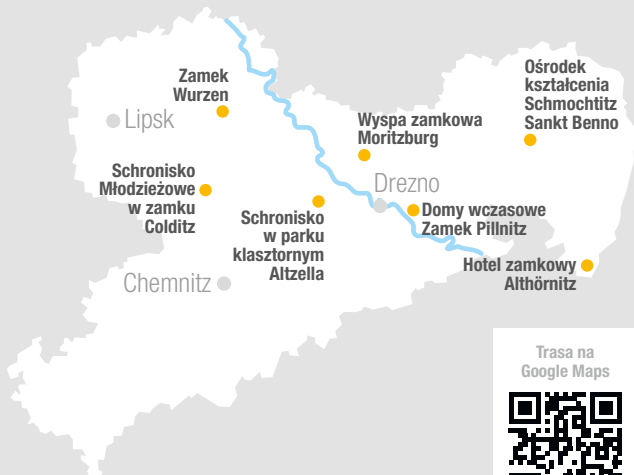 Zamek
Wurzen
Lipsk
Ośrodek
kształcenia
Schmochtitz
Sankt Benno
Wyspa zamkowa
Moritzburg
Schronisko
Młodzieżowe
w zamku
Colditz
Drezno
Schronisko
w parku
klasztornym
Altzella
Domy wczasowe
Zamek Pillnitz
Hotel zamkowy
Althörnitz
Chemnitz
Trasa na
Google Maps